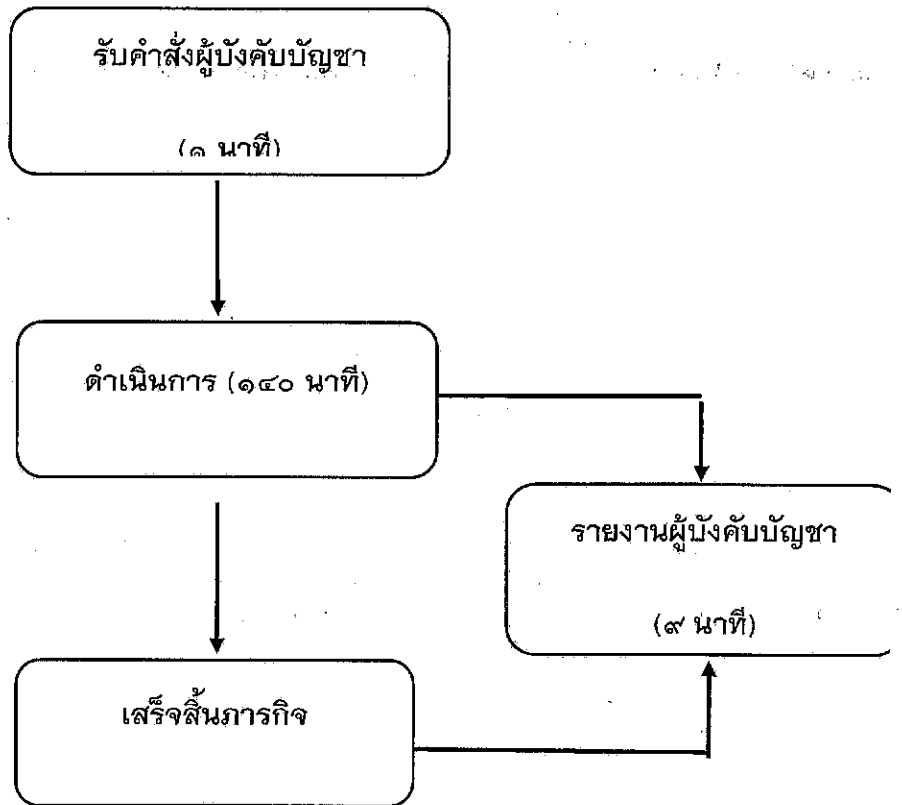 รับคำสั่งผู้บังคับบัญชา
(๑ นาที)
ดำเนินการ (๑๔๐ นาที)
รายงานผู้บังคับบัญชา
(๙ นาที)
เสร็จสิ้นภารกิจ